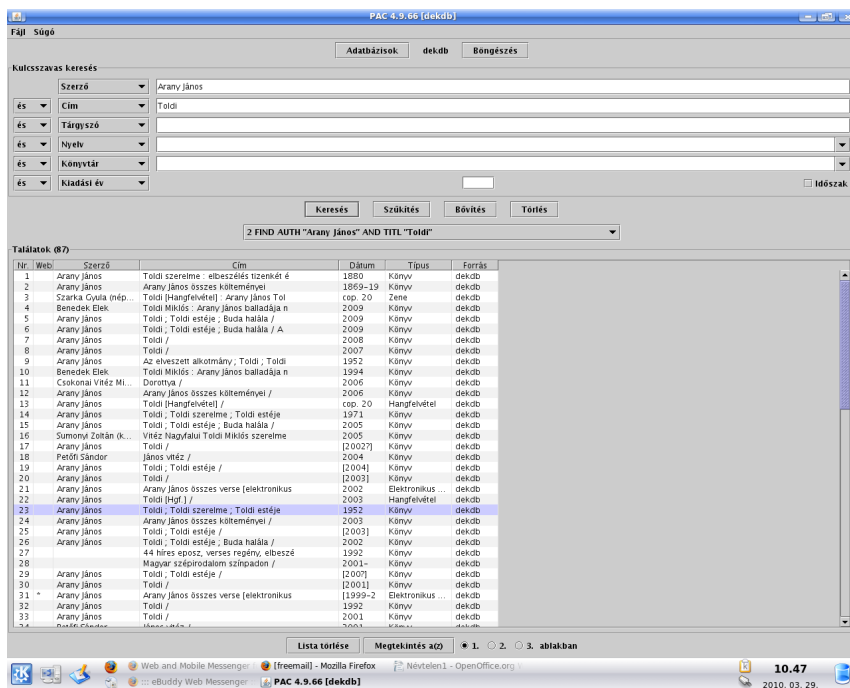 PAC 4.9.66 [dekdb]
Fájl Súgó
Adatbázisok dekdb Böngészés
Kulcsszavas keresés
Szerző Arany János
és Cím Toldi
és Tárgyszó
és Nyelv
és Könyvtár
és Kiadási év Időszak
Keresés Szűkítés Bővítés Törlés
2 FIND AUTH "Arany János" AND TITL "Toldi"
Találatok (87)
Nr. Web Szerző Cím Dátum Típus Forrás
1 Arany János Toldi szerelme : elbeszélés tizenkét é 1880 Könyv dekdb
2 Arany János Arany János összes költeményei 1869-19 Könyv dekdb
3 Szarka Gyula (nép... Toldi [Hangfelvétel] : Arany János Tol cop. 20 Zene dekdb
4 Benedek Elek Toldi Miklós : Arany János balladája n 2009 Könyv dekdb
5 Arany János Toldi ; Toldi estéje ; Buda halála / 2009 Könyv dekdb
6 Arany János Toldi ; Toldi estéje ; Buda halála / A 2009 Könyv dekdb
7 Arany János Toldi / 2008 Könyv dekdb
8 Arany János Toldi / 2007 Könyv dekdb
9 Arany János Az elveszett alkotmány ; Toldi ; Toldi 1952 Könyv dekdb
10 Benedek Elek Toldi Miklós : Arany János balladája n 1994 Könyv dekdb
11 Csokonai Vitéz Mi... Dorottya / 2006 Könyv dekdb
12 Arany János Arany János összes költeményei / 2006 Könyv dekdb
13 Arany János Toldi [Hangfelvétel] / cop. 20 Hangfelvétel dekdb
14 Arany János Toldi ; Toldi szerelme ; Toldi estéje 1971 Könyv dekdb
15 Arany János Toldi ; Toldi estéje ; Buda halála / 2005 Könyv dekdb
16 Sumonyi Zoltán (k... Vitéz Nagyfalui Toldi Miklós szerelme 2005 Könyv dekdb
17 Arany János Toldi / [2002?] Könyv dekdb
18 Petőfi Sándor János vitéz / 2004 Könyv dekdb
19 Arany János Toldi ; Toldi estéje / [2004] Könyv dekdb
20 Arany János Toldi / [2003] Könyv dekdb
21 Arany János Arany János összes verse [elektronikus 2002 Elektronikus ... dekdb
22 Arany János Toldi [Hgf.] / 2003 Hangfelvétel dekdb
23 Arany János Toldi ; Toldi szerelme ; Toldi estéje 1952 Könyv dekdb
24 Arany János Arany János összes költeményei / 2003 Könyv dekdb
25 Arany János Toldi ; Toldi estéje / [2003] Könyv dekdb
26 Arany János Toldi ; Toldi estéje ; Buda halála / 2002 Könyv dekdb
27 44 híres eposz, verses regény, elbeszé 1992 Könyv dekdb
28 Magyar szépirodalom színpadon / 2001- Könyv dekdb
29 Arany János Toldi ; Toldi estéje / [200?] Könyv dekdb
30 Arany János Toldi / [2001] Könyv dekdb
31 * Arany János Arany János összes verse [elektronikus [1999-2 Elektronikus ... dekdb
32 Arany János Toldi / 1992 Könyv dekdb
33 Arany János Toldi / 2001 Könyv dekdb
34 Petőfi Sándor János vitéz / 2001 Könyv dekdb
Lista törlése Megtekintés a(z) 1. 2. 3. ablakban
Web and Mobile Messenger [freemail] - Mozilla Firefox Névtelen1 - OpenOffice.org
::: eBuddy Web Messenger PAC 4.9.66 [dekdb]
10.47
2010. 03. 29.